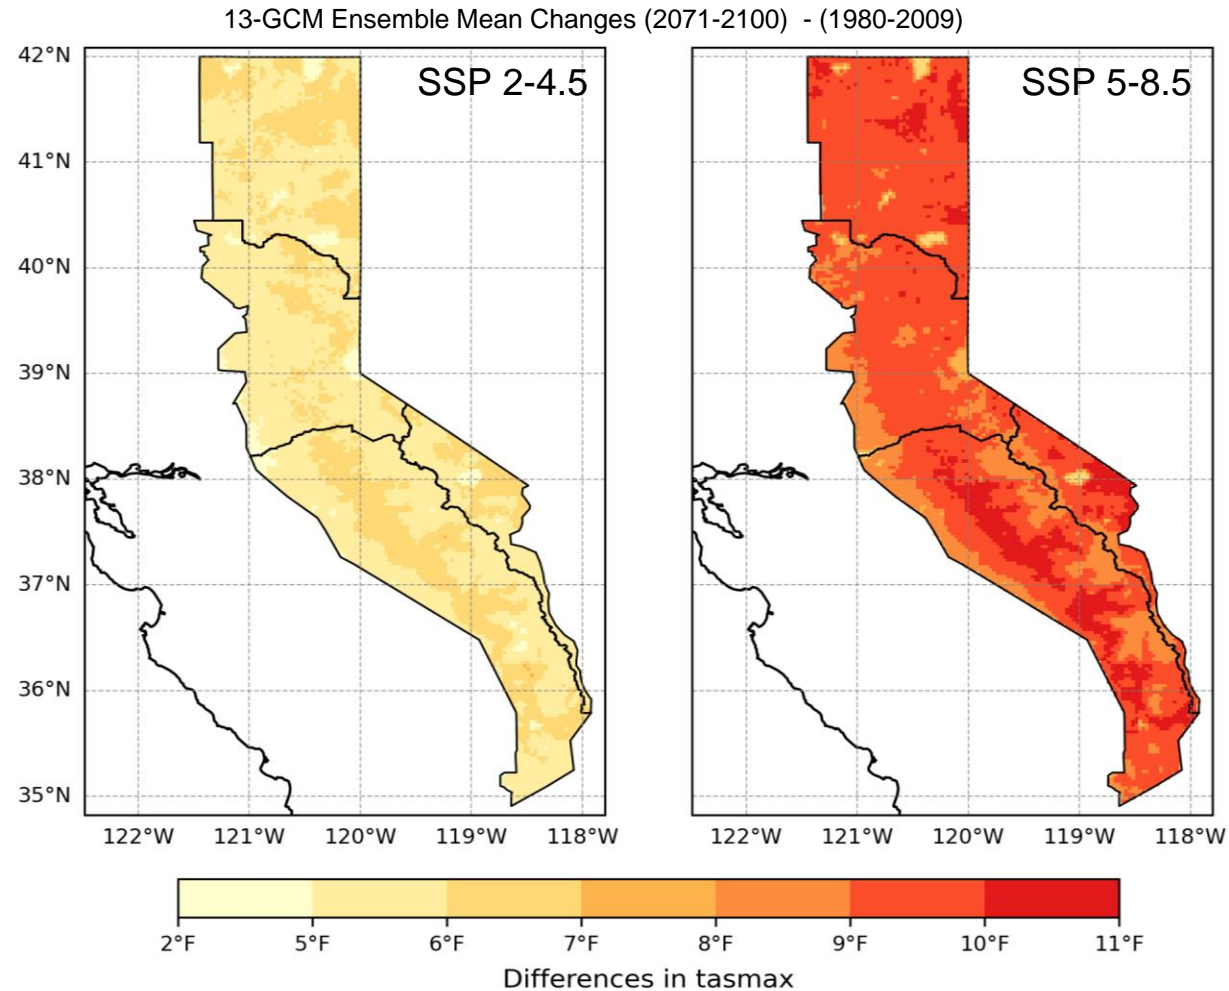 13-GCM Ensemble Mean Changes (2071-2100) - (1980-2009)
SSP 2-4.5
SSP 5-8.5
42°N
41°N
40°N
39°N
38°N
37°N
36°N
35°N
122°W 121°W 120°W 119°W 118°W
122°W 121°W 120°W 119°W 118°W
2°F 5°F 6°F 7°F 8°F 9°F 10°F 11°F
Differences in tasmax